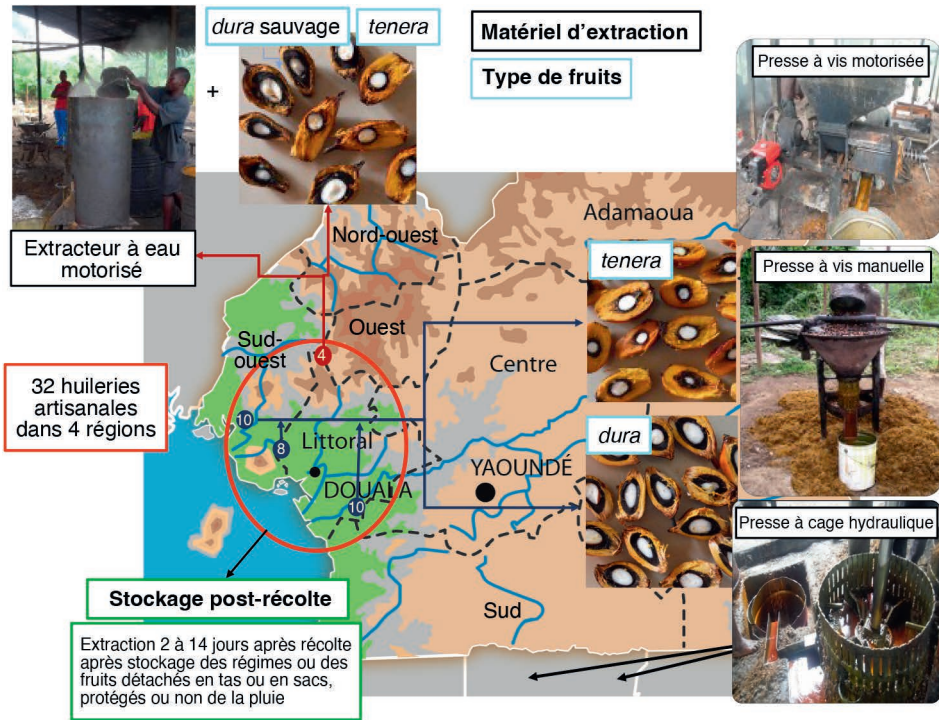 dura sauvage
tenera
Matériel d'extraction
Type de fruits
Presse à vis motorisée
+
Extracteur à eau
motorisé
Adamaoua
Nord-ouest
tenera
Presse à vis manuelle
Ouest
Sud-
ouest
4
Centre
32 huileries
artisanales
dans 4 régions
10
8
Littoral
dura
YAOUNDÉ
DOUALA
10
Presse à cage hydraulique
Stockage post-récolte
Sud
Extraction 2 à 14 jours après récolte
après stockage des régimes ou des
fruits détachés en tas ou en sacs,
protégés ou non de la pluie